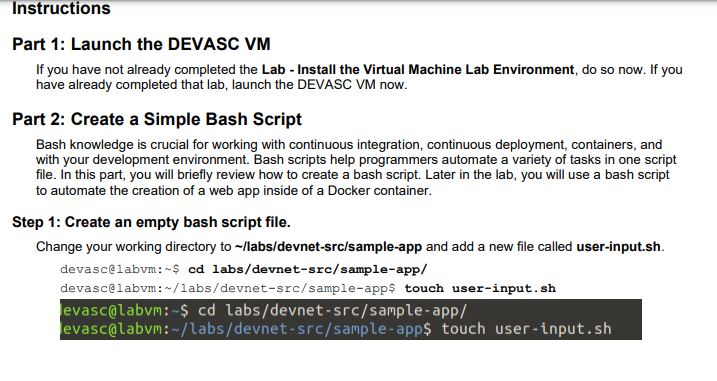 Instructions
Part 1: Launch the DEVASC VM
If you have not already completed the Lab - Install the Virtual Machine Lab Environment, do so now. If you
have already completed that lab, launch the DEVASC VM now.
Part 2: Create a Simple Bash Script
Bash knowledge is crucial for working with continuous integration, continuous deployment, containers, and
with your development environment. Bash scripts help programmers automate a variety of tasks in one script
file. In this part, you will briefly review how to create a bash script. Later in the lab, you will use a bash script
to automate the creation of a web app inside of a Docker container.
Step 1: Create an empty bash script file.
Change your working directory to ~/labs/devnet-src/sample-app and add a new file called user-input.sh.
devasc@labvm:~$ cd labs/devnet-src/sample-app/
devasc@labvm:~/labs/devnet-src/sample-app$ touch user-input.sh
levasc@labvm:~$ cd labs/devnet-src/sample-app/
levasc@labvm:~/labs/devnet-src/sample-app$ touch user-input.sh